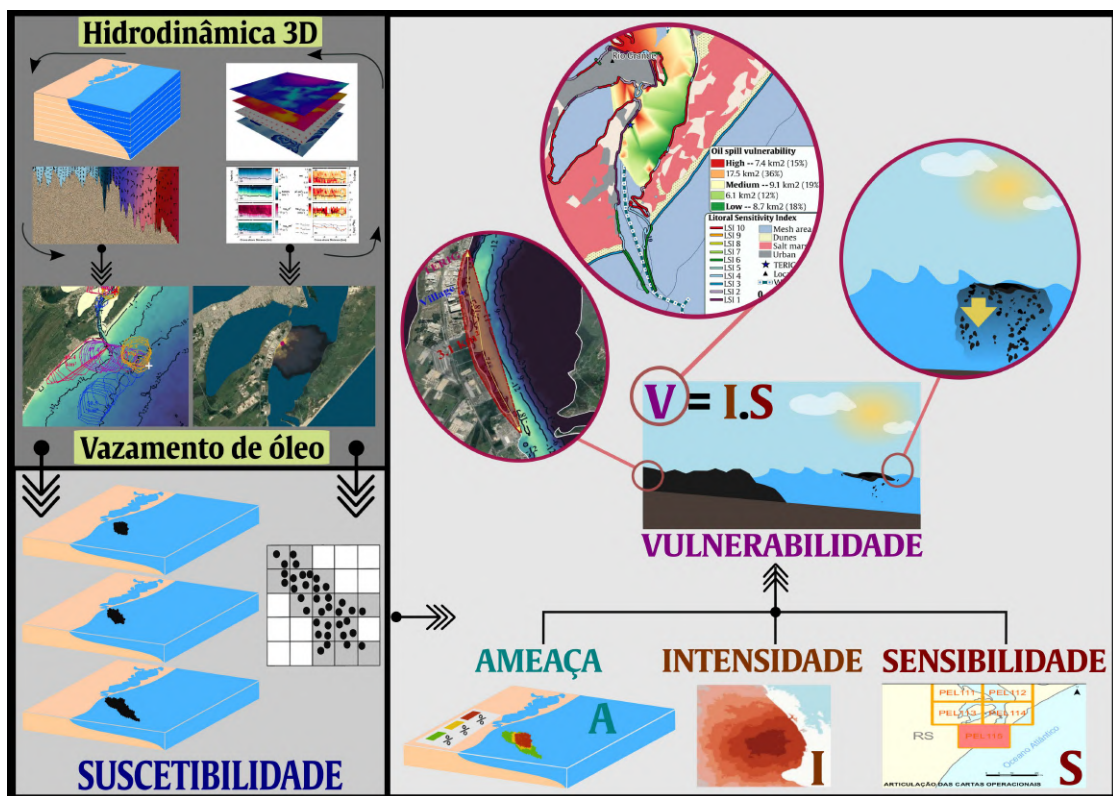 Hidrodinâmica 3D
Vazamento de óleo
SUSCETIBILIDADE
Rio Grande
Oil spill vulnerability
High -- 7.4 km2 (15%)
17.5 km2 (36%)
Medium -- 9.1 km2 (19%
6.1 km2 (12%)
Low -- 8.7 km2 (18%)
Litoral Sensitivity Index
LSI 10
LSI 9
LSI 8
LSI 7
LSI 6
LSI 5
LSI 4
LSI 3
LSI 2
LSI 1
Mesh area
Dunes
Salt mars
Urban
TERIG
Loc
W
Village
V = I.S
VULNERABILIDADE
AMEAÇA
INTENSIDADE
SENSIBILIDADE
A
I
S
PEL111
PEL112
PEL113
PEL114
PEL115
RS
Oceano Atlântico
ARTICULAÇÃO DAS CARTAS OPERACIONAIS